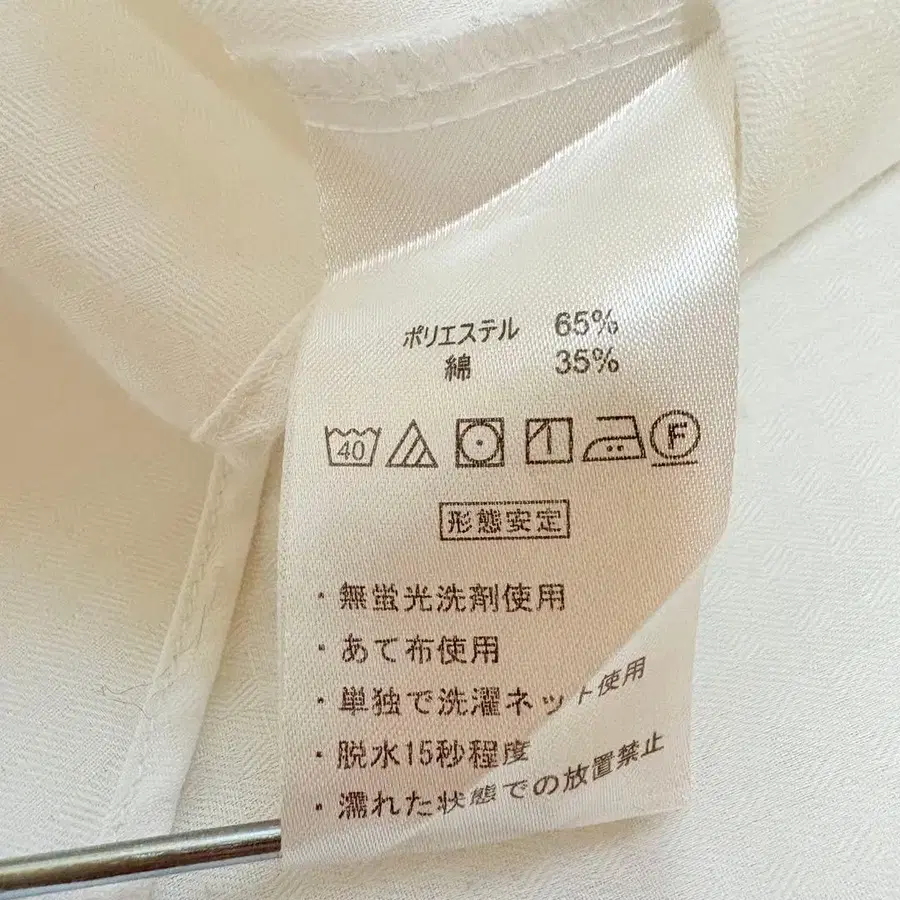 ポリエステル 65%
綿 35%
40 F
形態安定
・無蛍光洗剤使用
・あて布使用
・単独で洗濯ネット使用
・脱水15秒程度
・濡れた状態での放置禁止